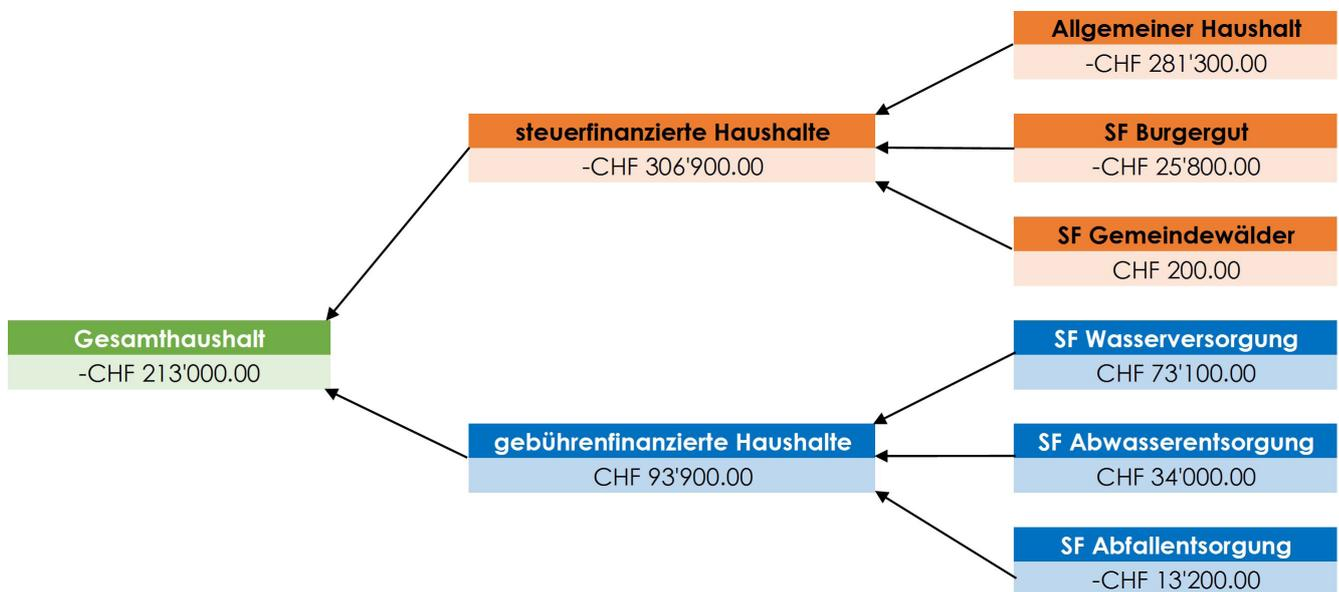 Allgemeiner Haushalt
-CHF 281'300.00
steuerfinanzierte Haushalte
-CHF 306'900.00
SF Burgergut
-CHF 25'800.00
SF Gemeindewälder
CHF 200.00
Gesamthaushalt
-CHF 213'000.00
SF Wasserversorgung
CHF 73'100.00
gebührenfinanzierte Haushalte
CHF 93'900.00
SF Abwasserentsorgung
CHF 34'000.00
SF Abfallentsorgung
-CHF 13'200.00